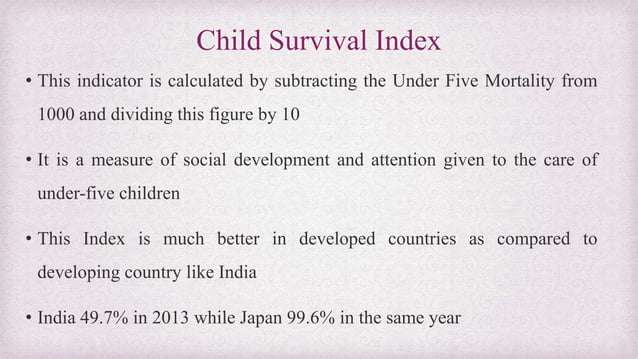 Child Survival Index
• This indicator is calculated by subtracting the Under Five Mortality from
1000 and dividing this figure by 10
• It is a measure of social development and attention given to the care of
under-five children
• This Index is much better in developed countries as compared to
developing country like India
• India 49.7% in 2013 while Japan 99.6% in the same year